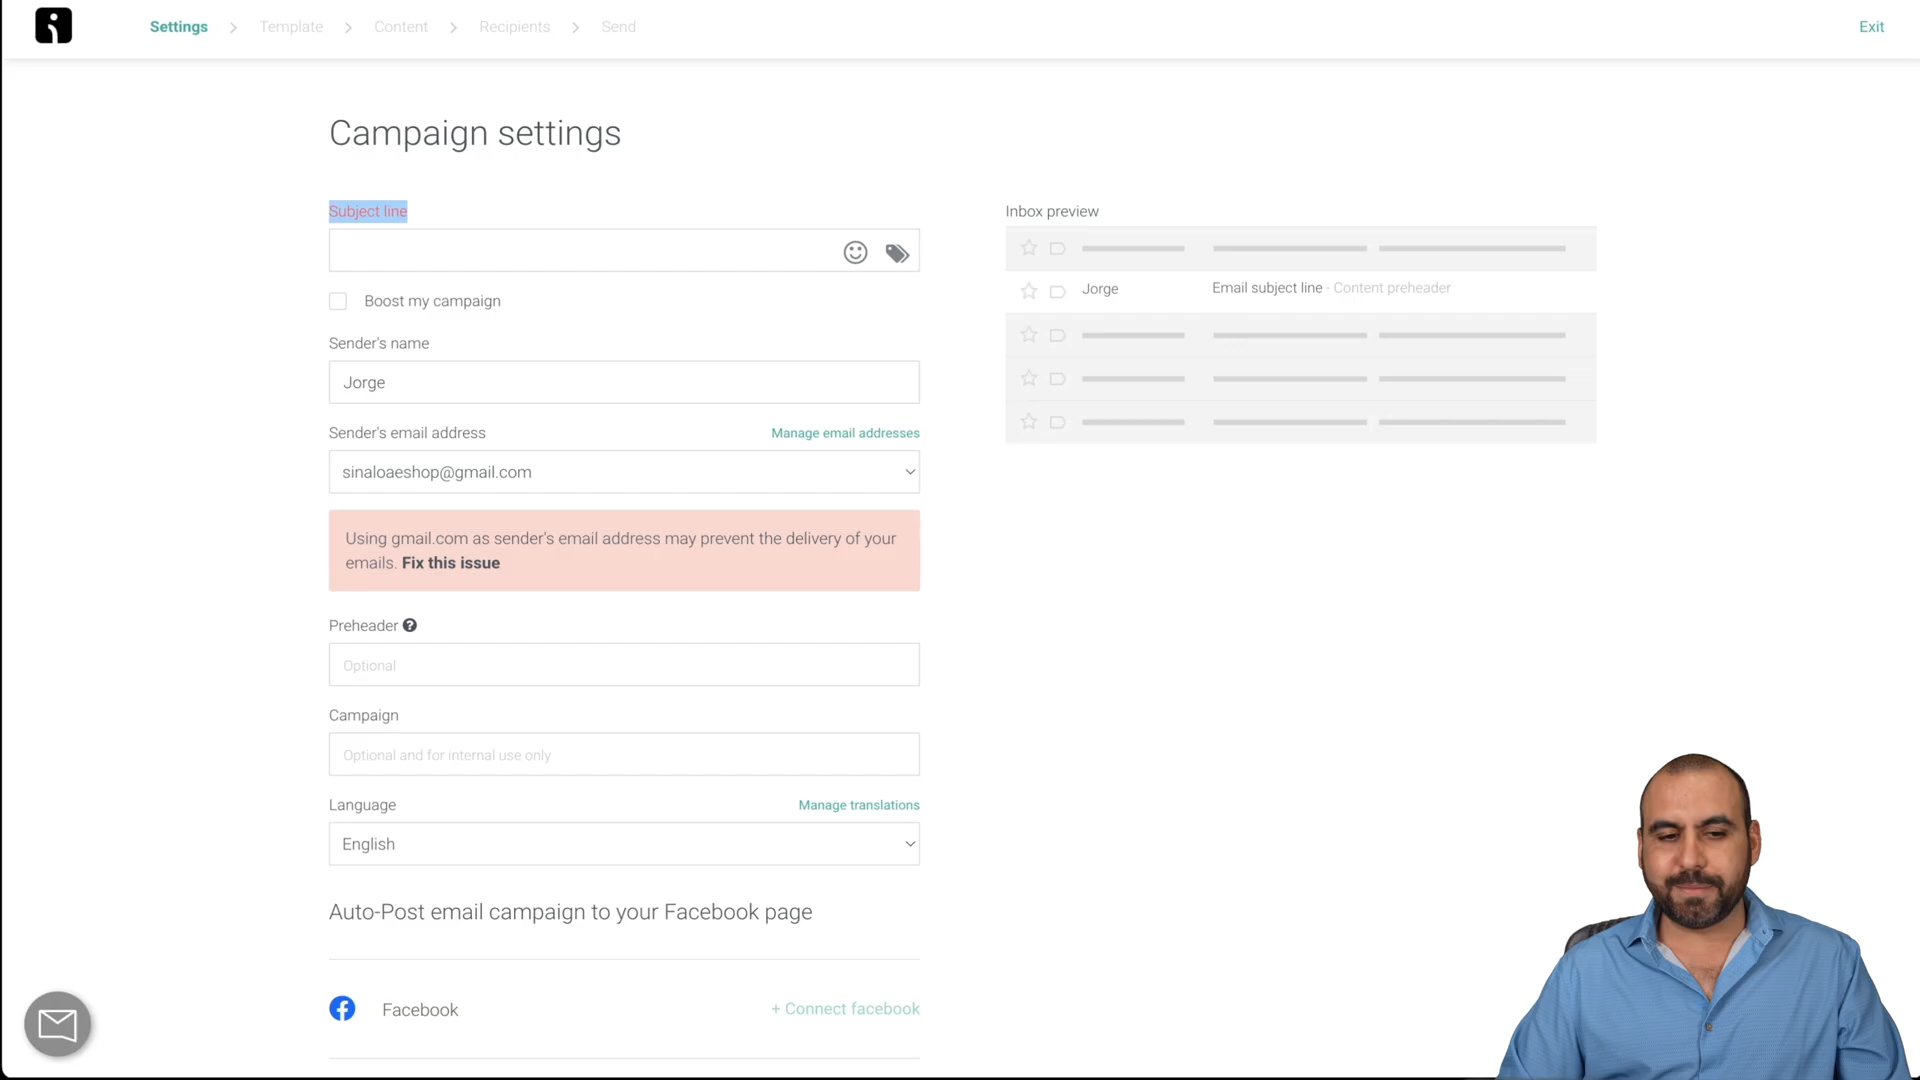 Settings
Template
Content
Recipients
Send
Exit
Campaign settings
Subject line
Boost my campaign
Sender's name
Jorge
Sender's email address
Manage email addresses
sinaloaeshop@gmail.com
Using gmail.com as sender's email address may prevent the delivery of your
emails. Fix this issue
Preheader ?
Optional
Campaign
Optional and for internal use only
Language
Manage translations
English
Auto-Post email campaign to your Facebook page
Facebook
+ Connect facebook
Inbox preview
Jorge
Email subject line - Content preheader